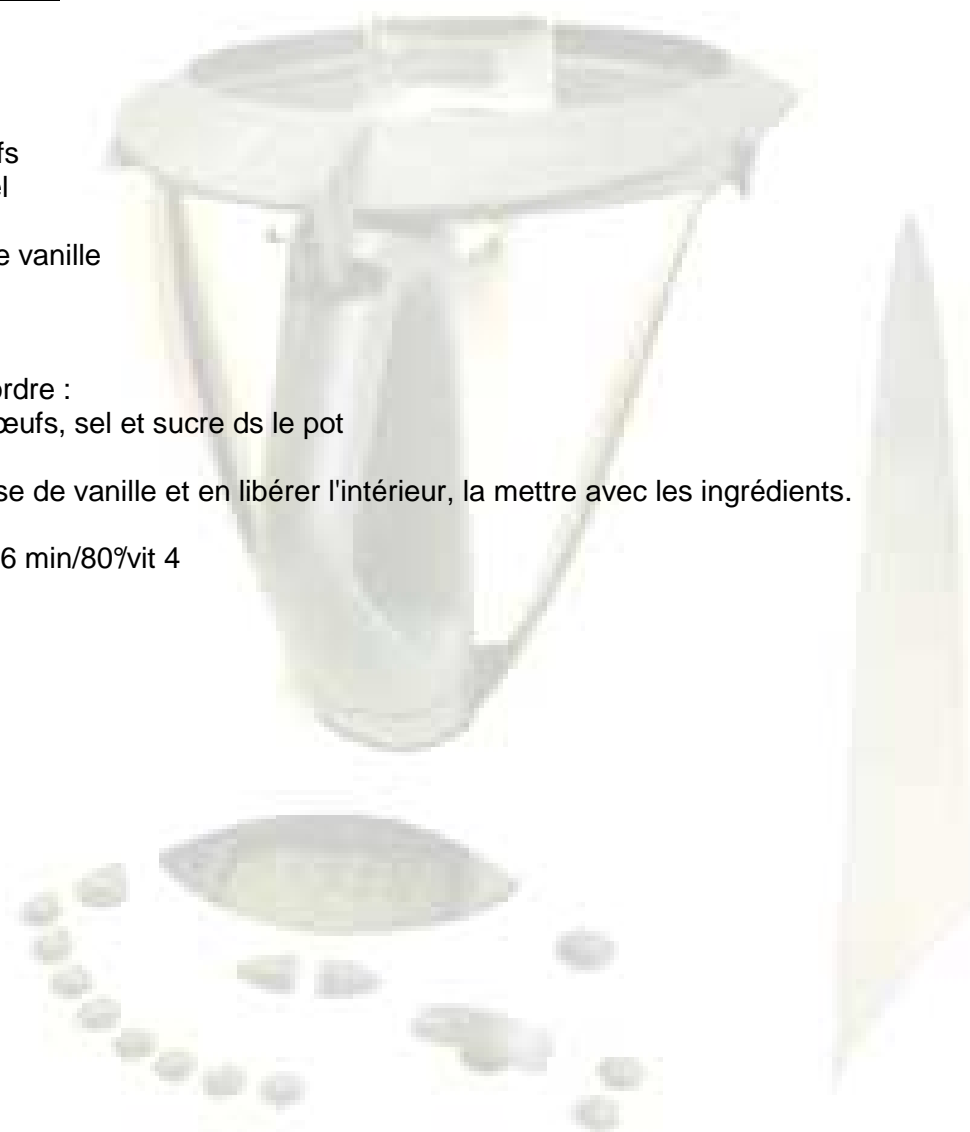 fs
el
e vanille
ordre :
œufs, sel et sucre ds le pot
se de vanille et en libérer l'intérieur, la mettre avec les ingrédients.
6 min/80°/vit 4